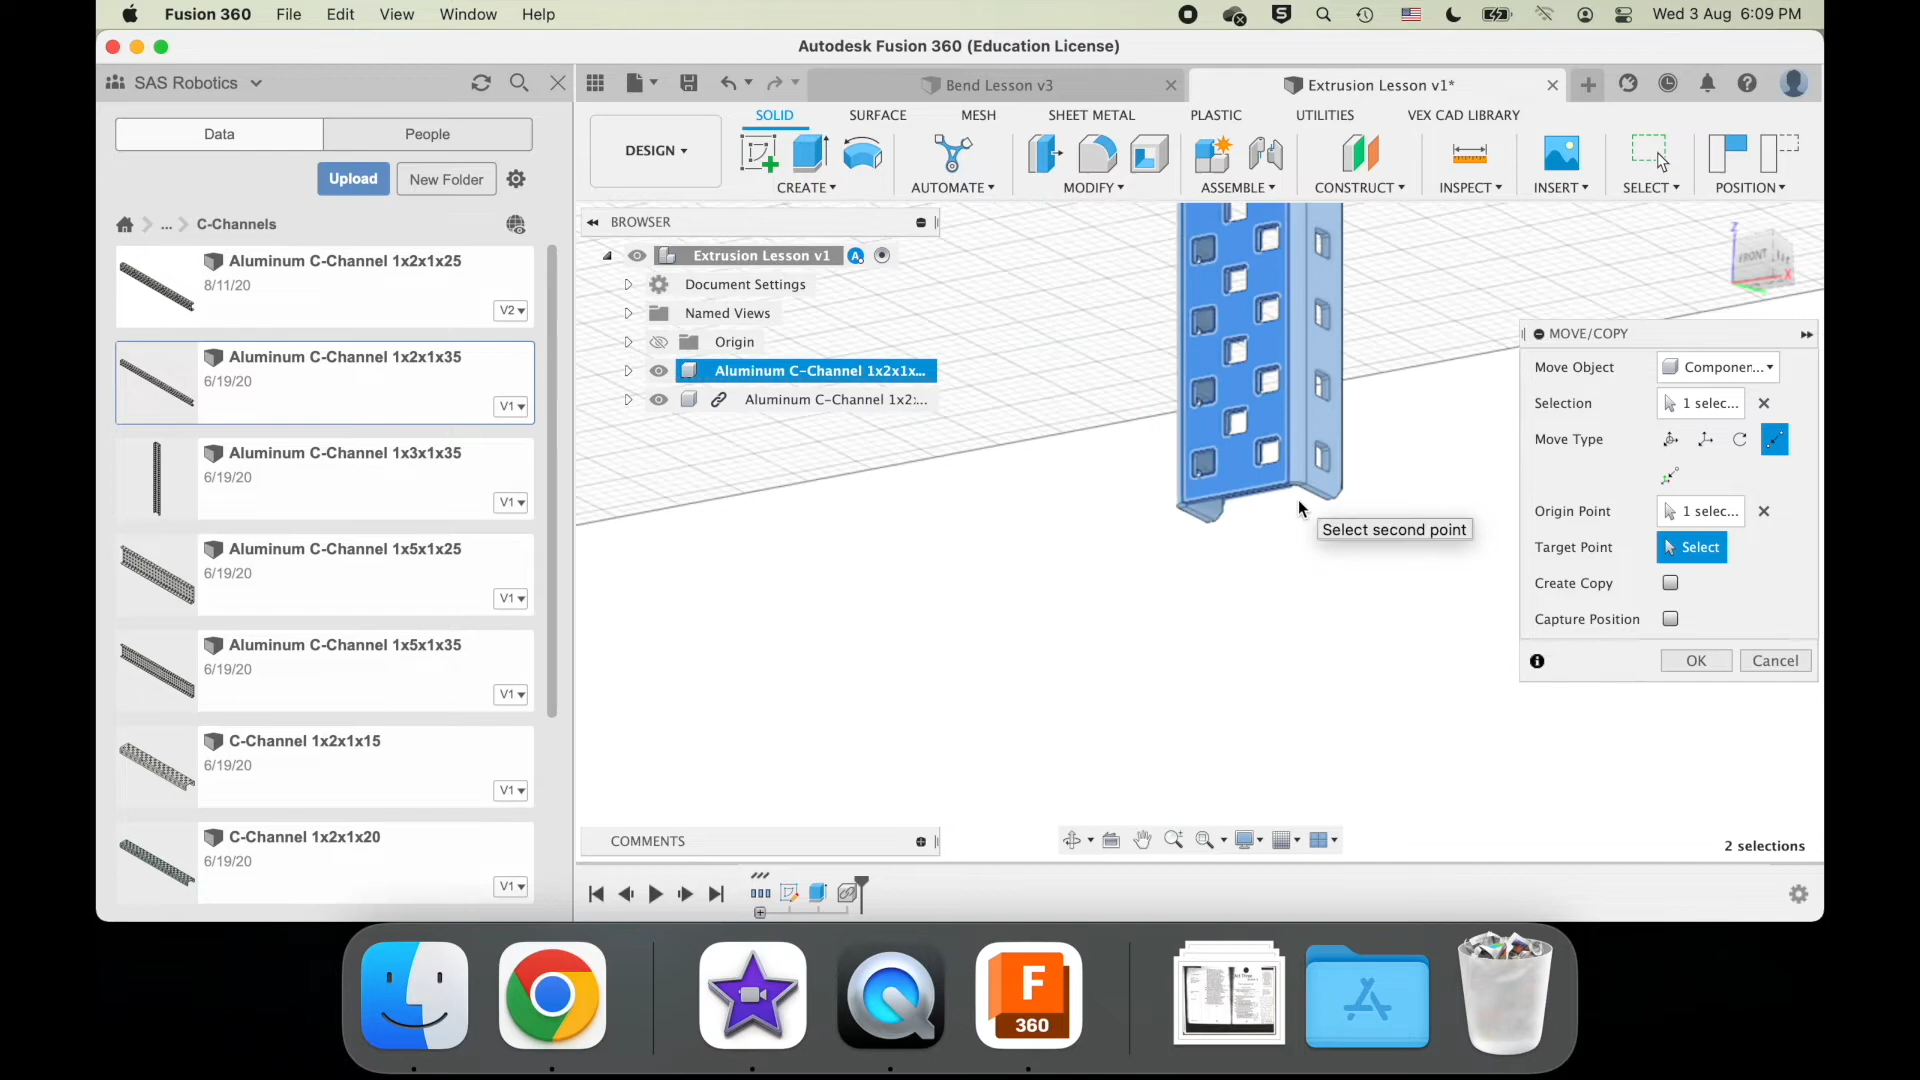 Fusion 360 File Edit View Window Help
Wed 3 Aug 6:09 PM
Autodesk Fusion 360 (Education License)
SAS Robotics
Bend Lesson v3
Extrusion Lesson v1*
Data People
Upload New Folder
... C-Channels
Aluminum C-Channel 1x2x1x25
8/11/20
V2
Aluminum C-Channel 1x2x1x35
6/19/20
V1
Aluminum C-Channel 1x3x1x35
6/19/20
V1
Aluminum C-Channel 1x5x1x25
6/19/20
V1
Aluminum C-Channel 1x5x1x35
6/19/20
V1
C-Channel 1x2x1x15
6/19/20
V1
C-Channel 1x2x1x20
6/19/20
V1
SOLID SURFACE MESH SHEET METAL PLASTIC UTILITIES VEX CAD LIBRARY
DESIGN
CREATE AUTOMATE MODIFY ASSEMBLE CONSTRUCT INSPECT INSERT SELECT POSITION
BROWSER
Extrusion Lesson v1
Document Settings
Named Views
Origin
Aluminum C-Channel 1x2x1x...
Aluminum C-Channel 1x2:...
Z
FRONT
X
Select second point
MOVE/COPY
Move Object Componen...
Selection 1 selec...
Move Type
Origin Point 1 selec...
Target Point Select
Create Copy
Capture Position
OK Cancel
COMMENTS
2 selections
F
360